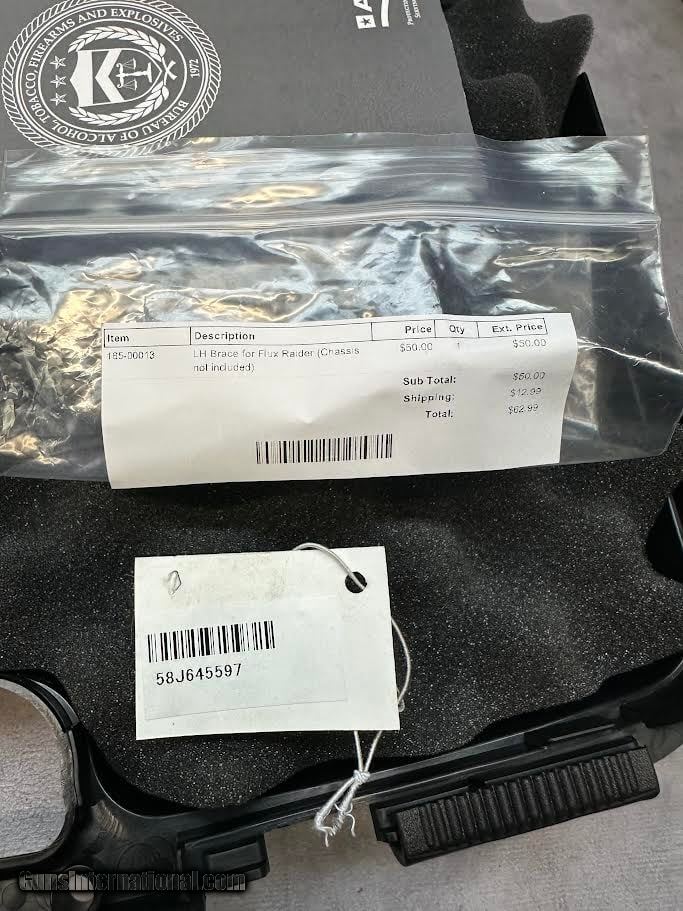 BUREAU OF ALCOHOL, TOBACCO, FIREARMS AND EXPLOSIVES
1972
Item Description Price Qty Ext. Price
185-00013 LH Brace for Flux Raider (Chassis $50.00 1 $50.00
not included)
Sub Total: $50.00
Shipping: $12.99
Total: $62.99
58J645597
GunsInternational.com